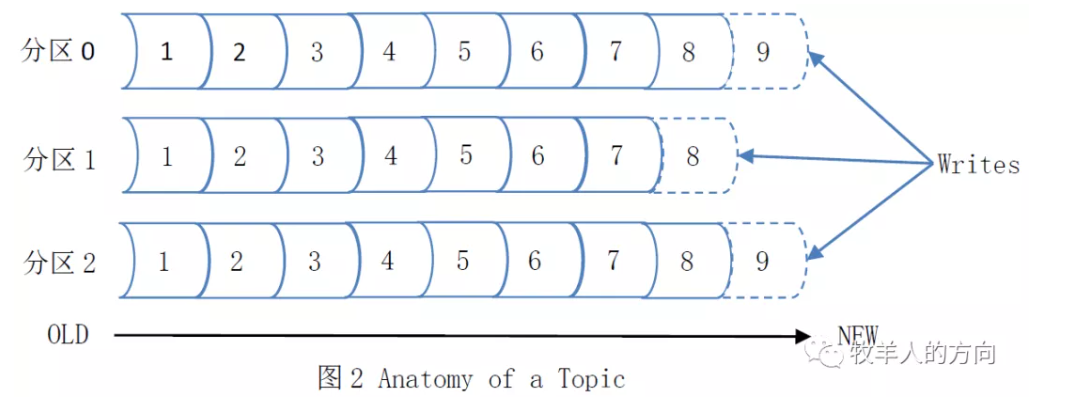 分区0 1 2 3 4 5 6 7 8 9
分区1 1 2 3 4 5 6 7 8
Writes
分区2 1 2 3 4 5 6 7 8 9
OLD NEW
牧羊人的方向
图2 Anatomy of a Topic